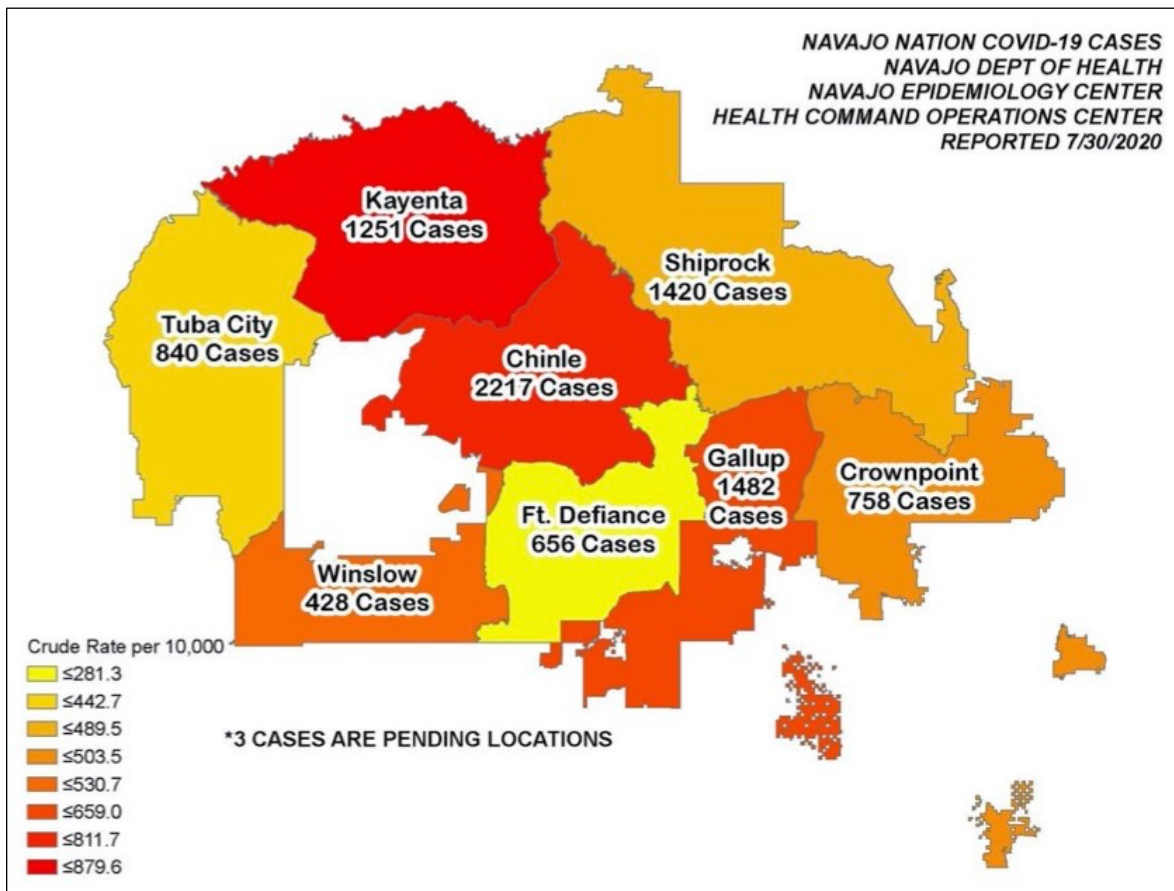 NAVAJO NATION COVID-19 CASES
NAVAJO DEPT OF HEALTH
NAVAJO EPIDEMIOLOGY CENTER
HEALTH COMMAND OPERATIONS CENTER
REPORTED 7/30/2020
Kayenta
1251 Cases
Shiprock
1420 Cases
Tuba City
840 Cases
Chinle
2217 Cases
Gallup
1482
Cases
Crownpoint
758 Cases
Ft. Defiance
656 Cases
Winslow
428 Cases
Crude Rate per 10,000
≤281.3
≤442.7
≤489.5
≤503.5
≤530.7
≤659.0
≤811.7
≤879.6
*3 CASES ARE PENDING LOCATIONS